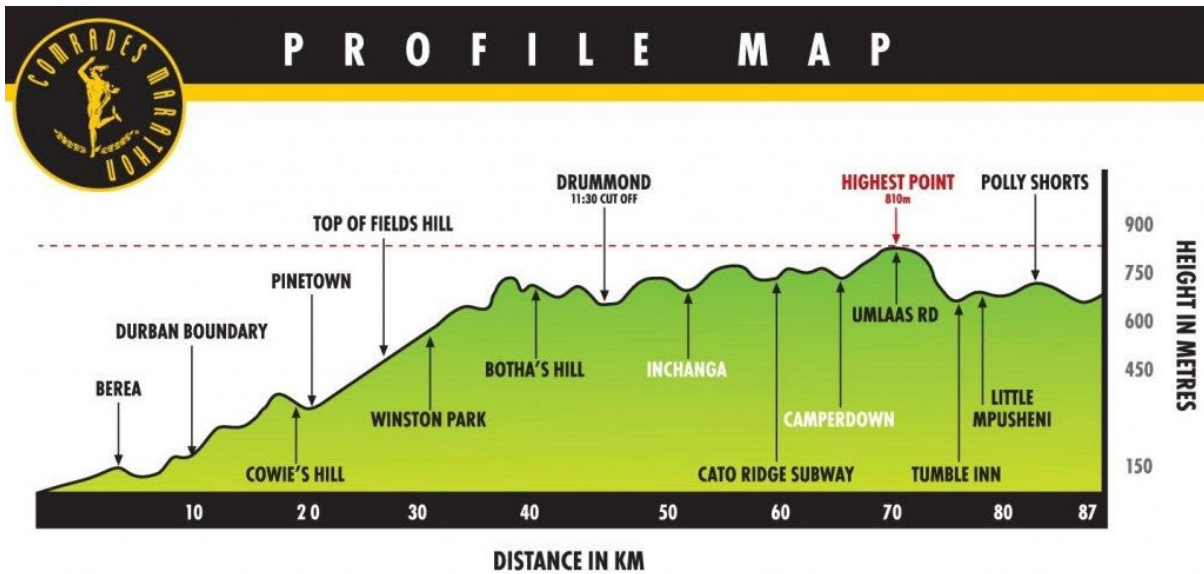 COMRADES MARATHON
PROFILE MAP
DRUMMOND
11:30 CUT OFF
HIGHEST POINT
810m
POLLY SHORTS
TOP OF FIELDS HILL
PINETOWN
DURBAN BOUNDARY
BEREA
UMLAAS RD
BOTHA'S HILL
INCHANGA
WINSTON PARK
CAMPERDOWN
LITTLE
MPUSHENI
COWIE'S HILL
CATO RIDGE SUBWAY
TUMBLE INN
900
750
600
450
150
HEIGHT IN METRES
10 20 30 40 50 60 70 80 87
DISTANCE IN KM